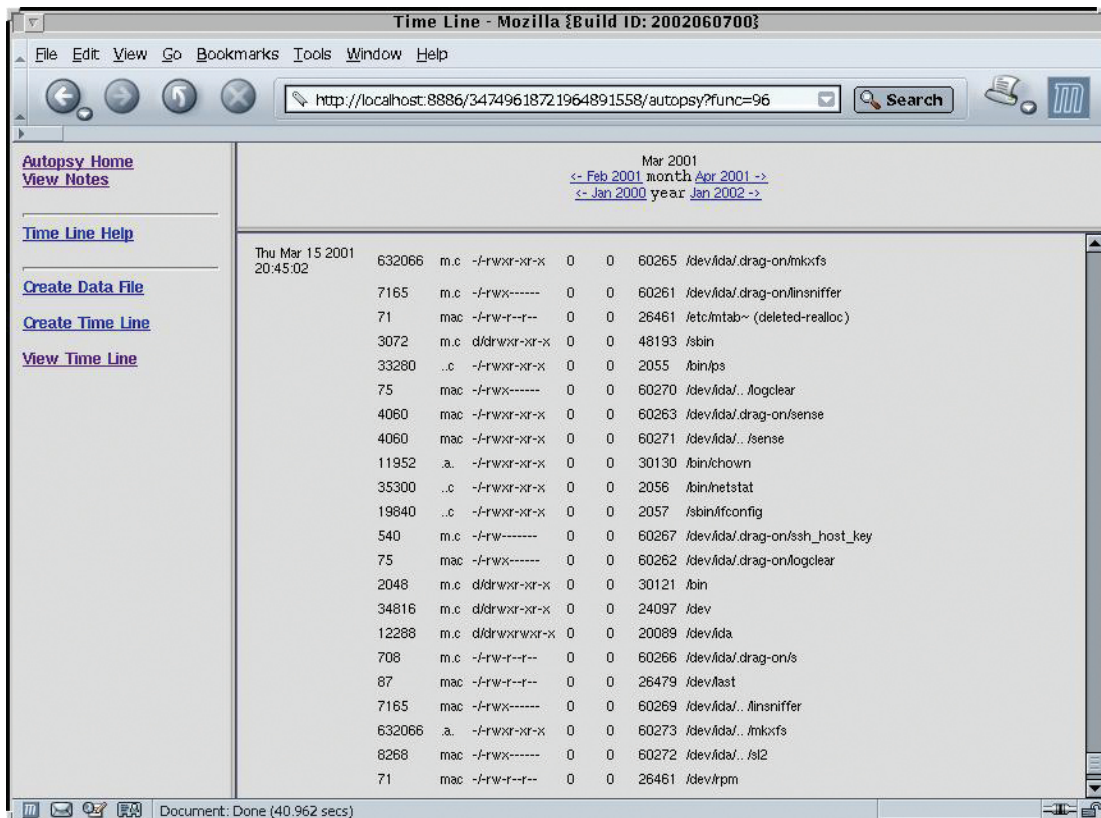 Time Line - Mozilla {Build ID: 2002060700}
File Edit View Go Bookmarks Tools Window Help
http://localhost:8886/34749618721964891558/autopsy?func=96 Search
Autopsy Home
View Notes
Time Line Help
Create Data File
Create Time Line
View Time Line
Mar 2001
<- Feb 2001 month Apr 2001 ->
<- Jan 2000 year Jan 2002 ->
Thu Mar 15 2001 20:45:02 632066 m.c -/-rwxr-xr-x 0 0 60265 /dev/ida/.drag-on/mkxfs
7165 m.c -/-rwx------ 0 0 60261 /dev/ida/.drag-on/linsniffer
71 mac -/-rw-r--r-- 0 0 26461 /etc/mtab~ (deleted-realloc)
3072 m.c d/drwxr-xr-x 0 0 48193 /sbin
33280 ..c -/-rwxr-xr-x 0 0 2055 /bin/ps
75 mac -/-rwx------ 0 0 60270 /dev/ida/.. /logclear
4060 mac -/-rwxr-xr-x 0 0 60263 /dev/ida/.drag-on/sense
4060 mac -/-rwxr-xr-x 0 0 60271 /dev/ida/.. /sense
11952 .a. -/-rwxr-xr-x 0 0 30130 /bin/chown
35300 ..c -/-rwxr-xr-x 0 0 2056 /bin/netstat
19840 ..c -/-rwxr-xr-x 0 0 2057 /sbin/ifconfig
540 m.c -/-rw------- 0 0 60267 /dev/ida/.drag-on/ssh_host_key
75 mac -/-rwx------ 0 0 60262 /dev/ida/.drag-on/logclear
2048 m.c d/drwxr-xr-x 0 0 30121 /bin
34816 m.c d/drwxr-xr-x 0 0 24097 /dev
12288 m.c d/drwxrwxr-x 0 0 20089 /dev/ida
708 m.c -/-rw-r--r-- 0 0 60266 /dev/ida/.drag-on/s
87 mac -/-rw-r--r-- 0 0 26479 /dev/last
7165 mac -/-rwx------ 0 0 60269 /dev/ida/.. /linsniffer
632066 .a. -/-rwxr-xr-x 0 0 60273 /dev/ida/.. /mkxfs
8268 mac -/-rwx------ 0 0 60272 /dev/ida/.. /sl2
71 mac -/-rw-r--r-- 0 0 26461 /dev/rpm
Document: Done (40.962 secs)